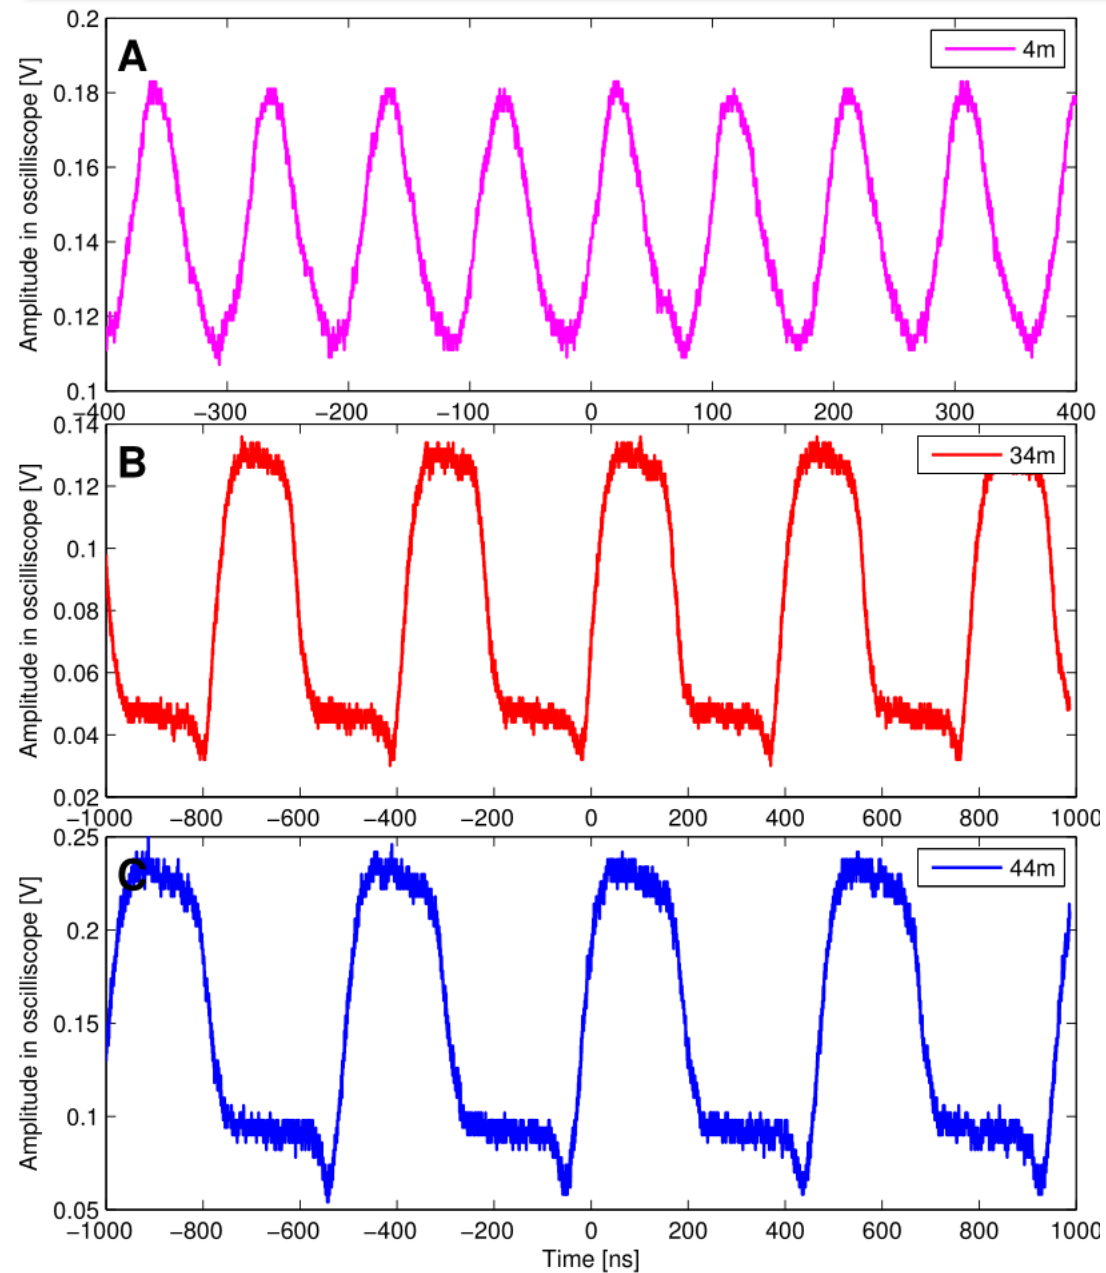 0.2
A
4m
0.18
0.16
0.14
0.12
0.1
Amplitude in oscilliscope [V]
−400 −300 −200 −100 0 100 200 300 400
0.14
B
34m
0.12
0.1
0.08
0.06
0.04
0.02
Amplitude in oscilliscope [V]
−1000 −800 −600 −400 −200 0 200 400 600 800 1000
0.25
C
44m
0.2
0.15
0.1
0.05
Amplitude in oscilliscope [V]
−1000 −800 −600 −400 −200 0 200 400 600 800 1000
Time [ns]